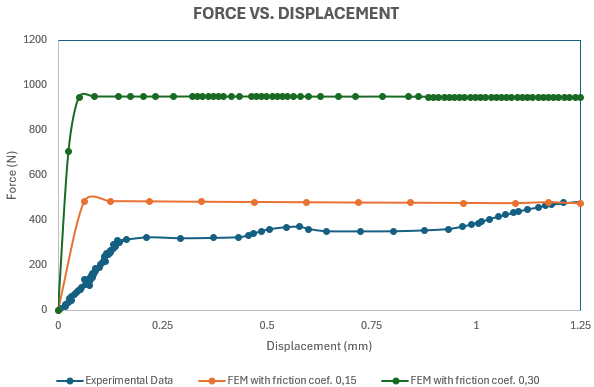 FORCE VS. DISPLACEMENT
1200
1000
800
600
400
200
0
Force (N)
0 0.25 0.5 0.75 1 1.25
Displacement (mm)
Experimental Data FEM with friction coef. 0,15 FEM with friction coef. 0,30